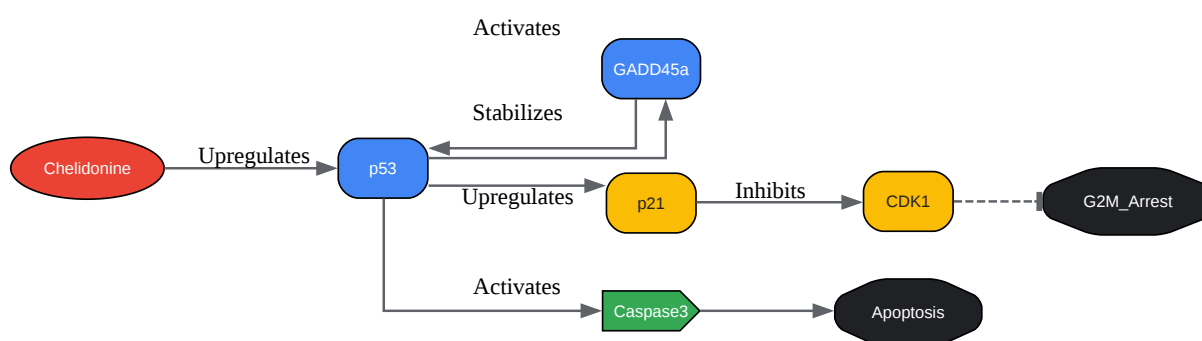 Activates
GADD45a
Stabilizes
Chelidonine
Upregulates
p53
Upregulates
p21
Inhibits
CDK1
G2M_Arrest
Activates
Caspase3
Apoptosis